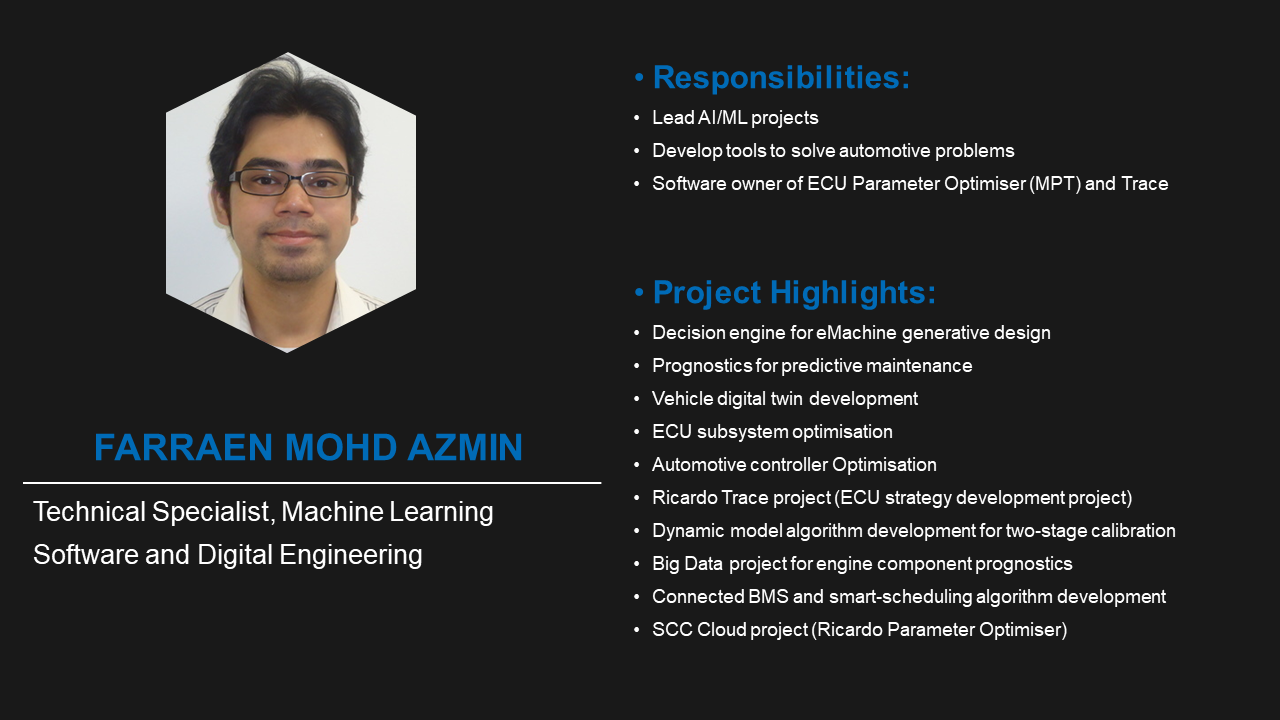 FARRAEN MOHD AZMIN
Technical Specialist, Machine Learning
Software and Digital Engineering
• Responsibilities:
• Lead AI/ML projects
• Develop tools to solve automotive problems
• Software owner of ECU Parameter Optimiser (MPT) and Trace
• Project Highlights:
• Decision engine for eMachine generative design
• Prognostics for predictive maintenance
• Vehicle digital twin development
• ECU subsystem optimisation
• Automotive controller Optimisation
• Ricardo Trace project (ECU strategy development project)
• Dynamic model algorithm development for two-stage calibration
• Big Data project for engine component prognostics
• Connected BMS and smart-scheduling algorithm development
• SCC Cloud project (Ricardo Parameter Optimiser)